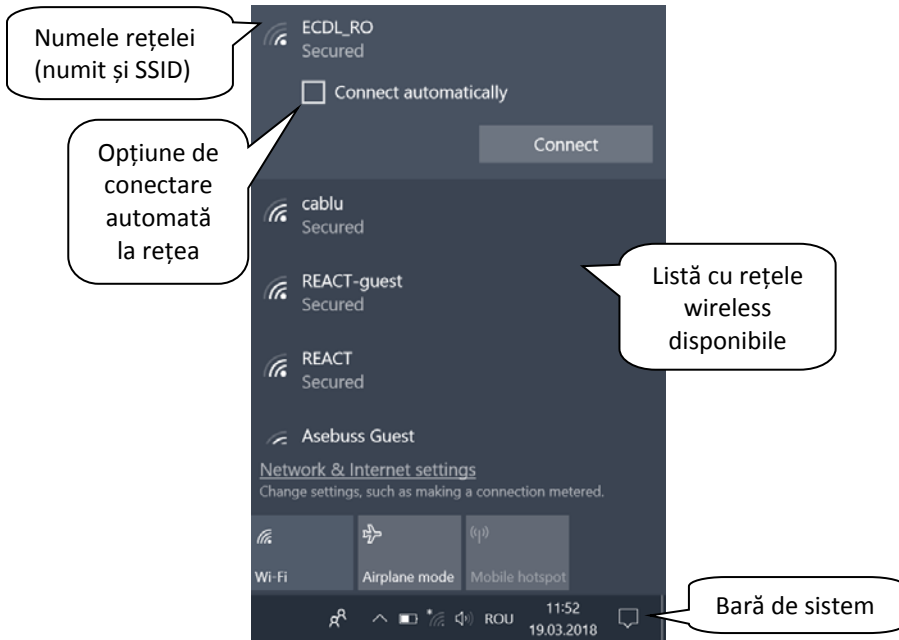 Numele rețelei
(numit și SSID)
ECDL_RO
Secured
Connect automatically
Connect
Opțiune de
conectare
automată
la rețea
cablu
Secured
REACT-guest
Secured
Listă cu rețele
wireless
disponibile
REACT
Secured
Asebuss Guest
Network & Internet settings
Change settings, such as making a connection metered.
Wi-Fi
Airplane mode
Mobile hotspot
ROU
11:52
19.03.2018
Bară de sistem